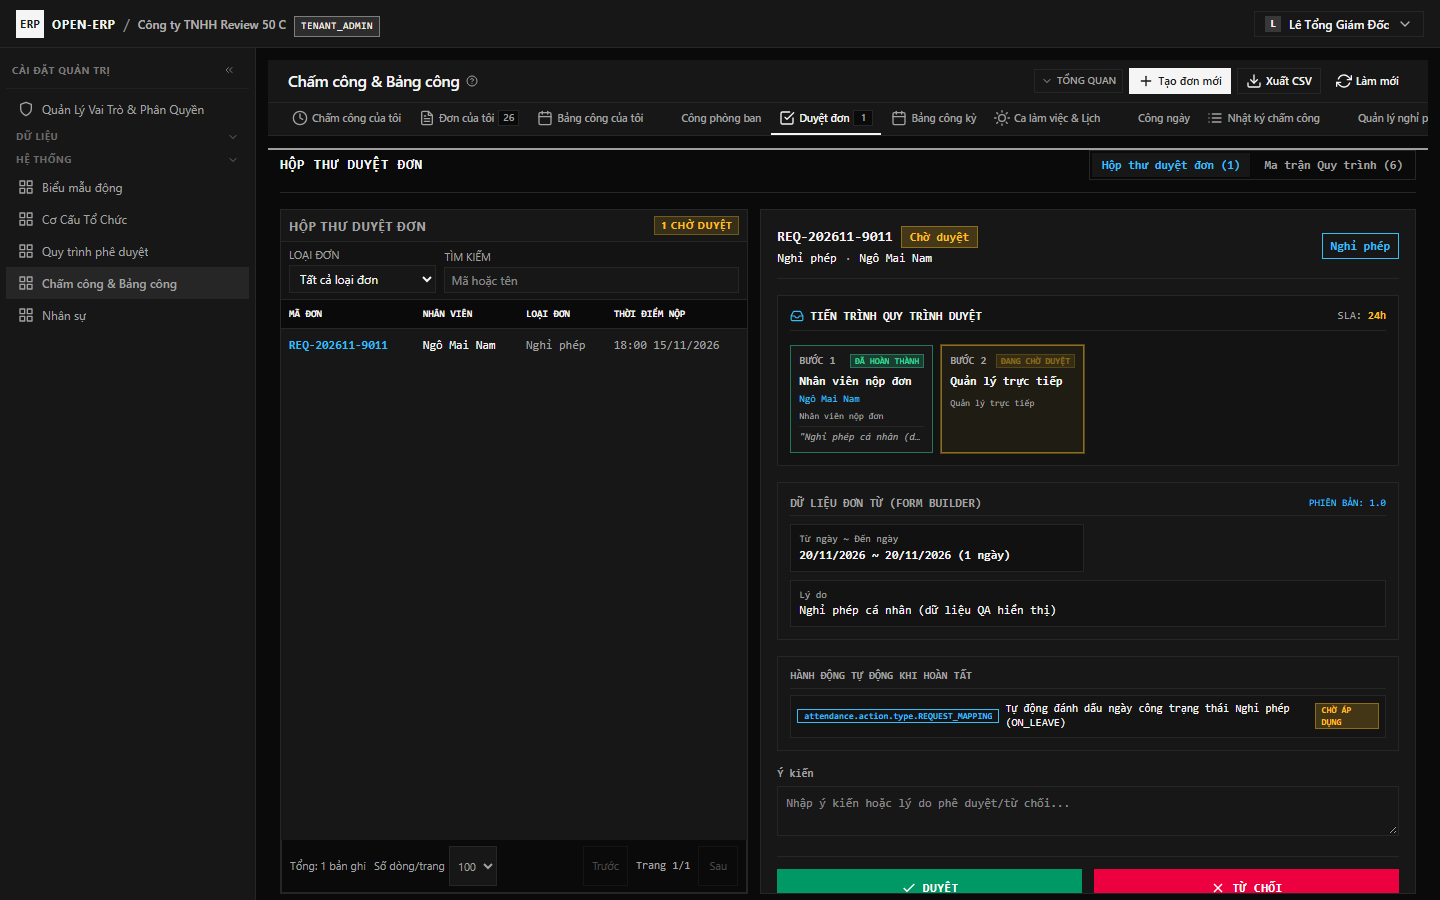 ERP OPEN-ERP / Công ty TNHH Review 50 C TENANT_ADMIN
L Lê Tổng Giám Đốc
CÀI ĐẶT QUẢN TRỊ
Quản Lý Vai Trò & Phân Quyền
DỮ LIỆU
HỆ THỐNG
Biểu mẫu động
Cơ Cấu Tổ Chức
Quy trình phê duyệt
Chấm công & Bảng công
Nhân sự
Chấm công & Bảng công
TỔNG QUAN
Tạo đơn mới
Xuất CSV
Làm mới
Chấm công của tôi
Đơn của tôi 26
Bảng công của tôi
Công phòng ban
Duyệt đơn 1
Bảng công kỳ
Ca làm việc & Lịch
Công ngày
Nhật ký chấm công
Quản lý nghỉ p
HỘP THƯ DUYỆT ĐƠN
Hộp thư duyệt đơn (1)
Ma trận Quy trình (6)
HỘP THƯ DUYỆT ĐƠN
1 CHỜ DUYỆT
LOẠI ĐƠN
TÌM KIẾM
Tất cả loại đơn
Mã hoặc tên
MÃ ĐƠN NHÂN VIÊN LOẠI ĐƠN THỜI ĐIỂM NỘP
REQ-202611-9011 Ngô Mai Nam Nghỉ phép 18:00 15/11/2026
Tổng: 1 bản ghi Số dòng/trang 100
Trước Trang 1/1 Sau
REQ-202611-9011 Chờ duyệt
Nghỉ phép · Ngô Mai Nam
Nghỉ phép
TIẾN TRÌNH QUY TRÌNH DUYỆT
SLA: 24h
BƯỚC 1 ĐÃ HOÀN THÀNH
Nhân viên nộp đơn
Ngô Mai Nam
Nhân viên nộp đơn
"Nghỉ phép cá nhân (d…
BƯỚC 2 ĐANG CHỜ DUYỆT
Quản lý trực tiếp
Quản lý trực tiếp
DỮ LIỆU ĐƠN TỪ (FORM BUILDER)
PHIÊN BẢN: 1.0
Từ ngày ~ Đến ngày
20/11/2026 ~ 20/11/2026 (1 ngày)
Lý do
Nghỉ phép cá nhân (dữ liệu QA hiển thị)
HÀNH ĐỘNG TỰ ĐỘNG KHI HOÀN TẤT
attendance.action.type.REQUEST_MAPPING
Tự động đánh dấu ngày công trạng thái Nghỉ phép
(ON_LEAVE)
CHỜ ÁP
DỤNG
Ý kiến
Nhập ý kiến hoặc lý do phê duyệt/từ chối...
DUYỆT
TỪ CHỐI